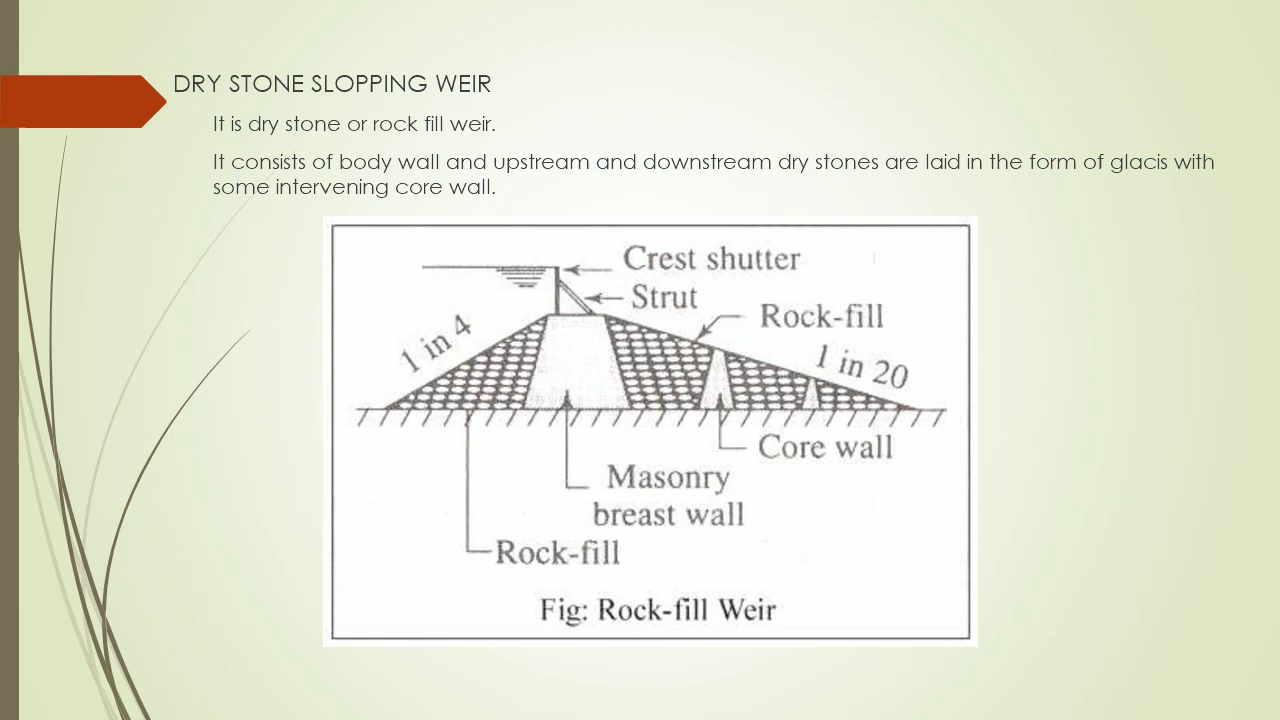 DRY STONE SLOPPING WEIR
It is dry stone or rock fill weir.
It consists of body wall and upstream and downstream dry stones are laid in the form of glacis with
some intervening core wall.
Crest shutter
Strut
Rock-fill
1 in 4
1 in 20
Core wall
Masonry
breast wall
Rock-fill
Fig: Rock-fill Weir